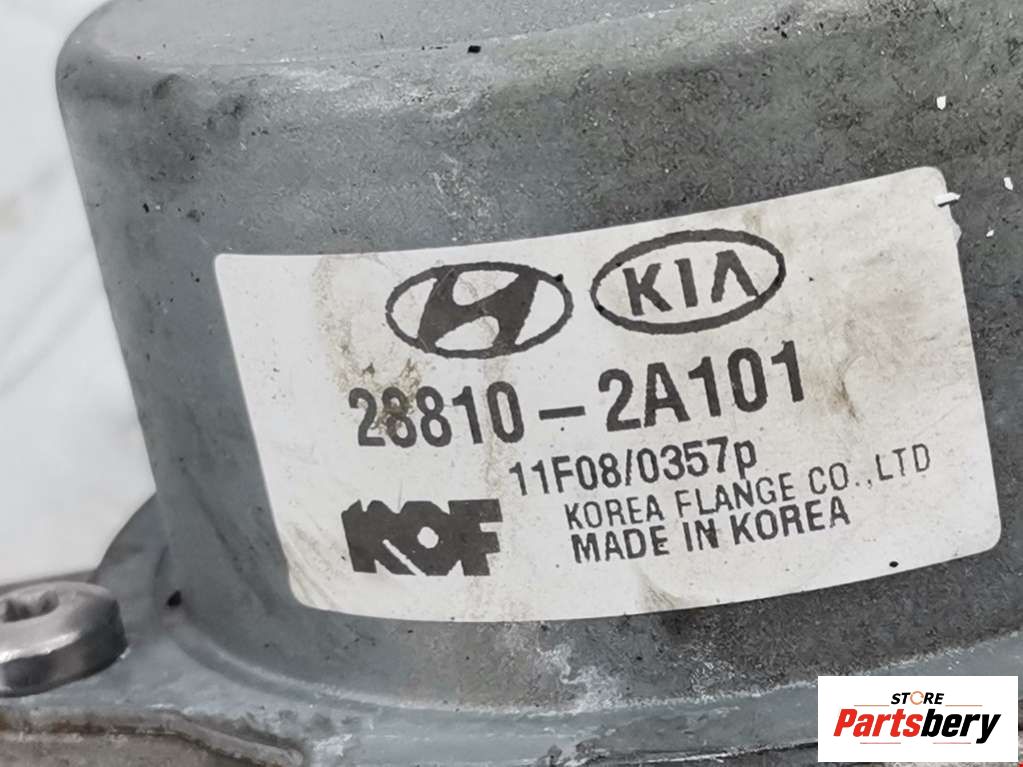 KIA
28810-2A101
11F08/0357p
KOF
KOREA FLANGE CO.,LTD
MADE IN KOREA
STORE
Partsbery